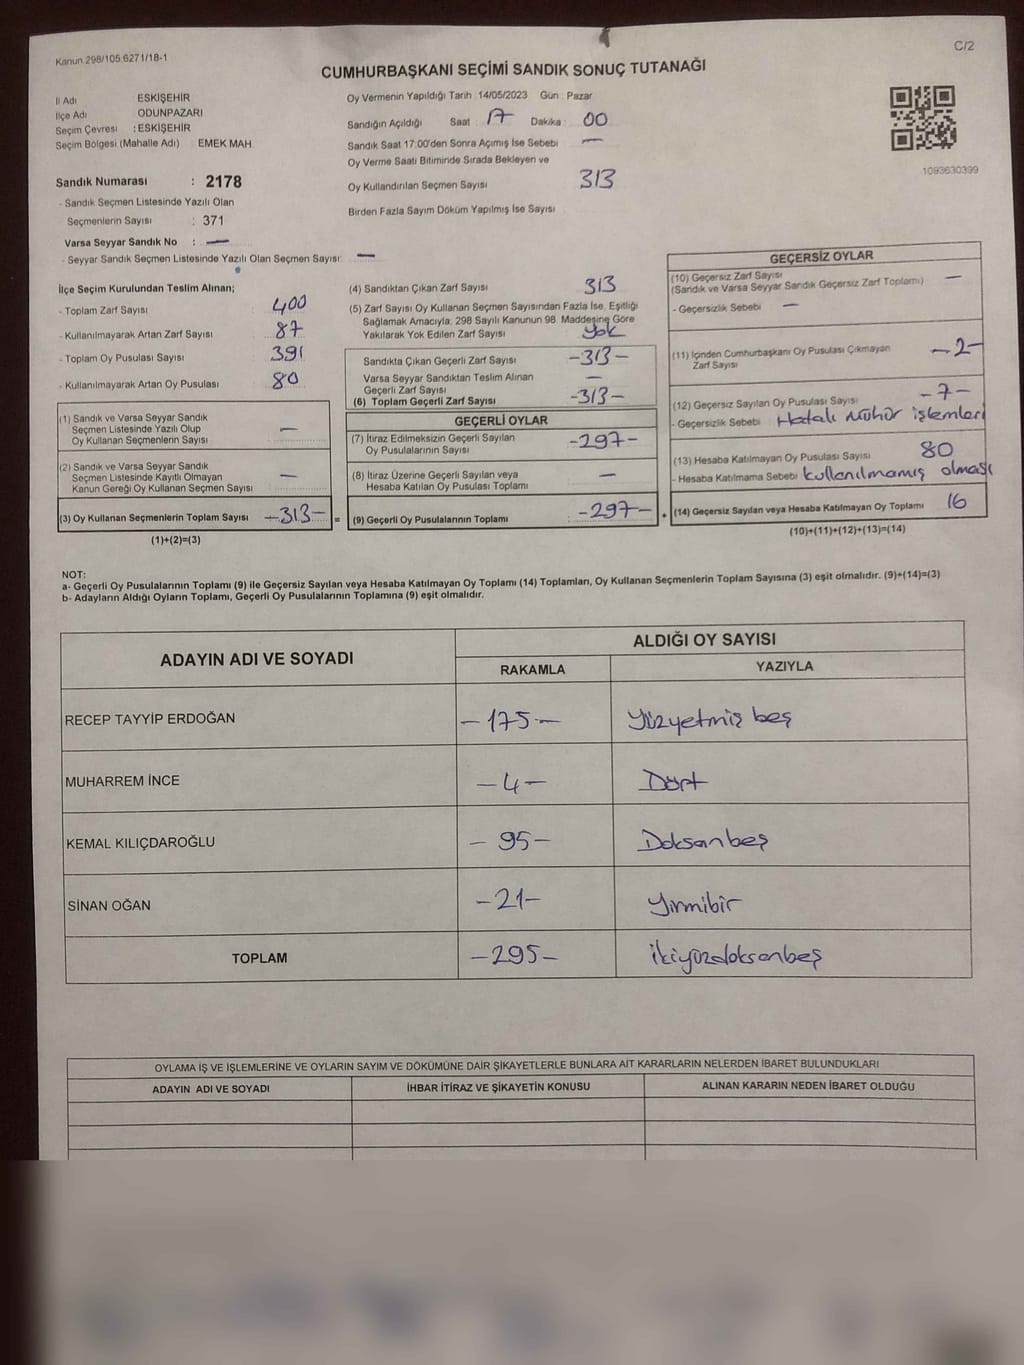 Kanun 298/105 6271/18-1
C/2
CUMHURBAŞKANI SEÇİMİ SANDIK SONUÇ TUTANAĞI
İl Adı ESKİŞEHİR
İlçe Adı ODUNPAZARI
Seçim Çevresi : ESKİŞEHİR
Seçim Bölgesi (Mahalle Adı) EMEK MAH
Oy Vermenin Yapıldığı Tarih 14/05/2023 Gün Pazar
Sandığın Açıldığı Saat 17 Dakika 00
Sandık Saat 17:00'den Sonra Açımış İse Sebebi —
Oy Verme Saati Bitiminde Sırada Bekleyen ve
Oy Kullandırılan Seçmen Sayısı 313
Birden Fazla Sayım Döküm Yapılmış İse Sayısı
1093630399
Sandık Numarası : 2178
- Sandık Seçmen Listesinde Yazılı Olan
Seçmenlerin Sayısı : 371
Varsa Seyyar Sandık No : —
- Seyyar Sandık Seçmen Listesinde Yazılı Olan Seçmen Sayısı: —
İlçe Seçim Kurulundan Teslim Alınan;
- Toplam Zarf Sayısı 400
- Kullanılmayarak Artan Zarf Sayısı 87
- Toplam Oy Pusulası Sayısı 391
- Kullanılmayarak Artan Oy Pusulası 80
(1) Sandık ve Varsa Seyyar Sandık
Seçmen Listesinde Yazılı Olup
Oy Kullanan Seçmenlerin Sayısı —
(2) Sandık ve Varsa Seyyar Sandık
Seçmen Listesinde Kayıtlı Olmayan
Kanun Gereği Oy Kullanan Seçmen Sayısı —
(3) Oy Kullanan Seçmenlerin Toplam Sayısı -313- =
(1)+(2)=(3)
(4) Sandıktan Çıkan Zarf Sayısı 313
(5) Zarf Sayısı Oy Kullanan Seçmen Sayısından Fazla İse, Eşitliği
Sağlamak Amacıyla; 298 Sayılı Kanunun 98. Maddesine Göre
Yakılarak Yok Edilen Zarf Sayısı Yok
Sandıkta Çıkan Geçerli Zarf Sayısı -313-
Varsa Seyyar Sandıktan Teslim Alınan
Geçerli Zarf Sayısı —
(6) Toplam Geçerli Zarf Sayısı -313-
GEÇERLİ OYLAR
(7) İtiraz Edilmeksizin Geçerli Sayılan
Oy Pusulalarının Sayısı -297-
(8) İtiraz Üzerine Geçerli Sayılan veya
Hesaba Katılan Oy Pusulası Toplamı —
(9) Geçerli Oy Pusulalarının Toplamı -297- +
GEÇERSİZ OYLAR
(10) Geçersiz Zarf Sayısı
(Sandık ve Varsa Seyyar Sandık Geçersiz Zarf Toplamı) —
- Geçersizlik Sebebi —
(11) İçinden Cumhurbaşkanı Oy Pusulası Çıkmayan
Zarf Sayısı -2-
(12) Geçersiz Sayılan Oy Pusulası Sayısı -7-
- Geçersizlik Sebebi Hatalı mühür işlemleri
(13) Hesaba Katılmayan Oy Pusulası Sayısı 80
- Hesaba Katılmama Sebebi kullanılmamış olması
(14) Geçersiz Sayılan veya Hesaba Katılmayan Oy Toplamı 16
(10)+(11)+(12)+(13)=(14)
NOT:
a- Geçerli Oy Pusulalarının Toplamı (9) ile Geçersiz Sayılan veya Hesaba Katılmayan Oy Toplamı (14) Toplamları, Oy Kullanan Seçmenlerin Toplam Sayısına (3) eşit olmalıdır. (9)+(14)=(3)
b- Adayların Aldığı Oyların Toplamı, Geçerli Oy Pusulalarının Toplamına (9) eşit olmalıdır.
ADAYIN ADI VE SOYADI
ALDIĞI OY SAYISI
RAKAMLA YAZIYLA
RECEP TAYYİP ERDOĞAN -175- Yüzyetmiş beş
MUHARREM İNCE -4- Dört
KEMAL KILIÇDAROĞLU -95- Doksanbeş
SİNAN OĞAN -21- Yirmibir
TOPLAM -295- ikiyüzdoksanbeş
OYLAMA İŞ VE İŞLEMLERİNE VE OYLARIN SAYIM VE DÖKÜMÜNE DAİR ŞİKAYETLERLE BUNLARA AİT KARARLARIN NELERDEN İBARET BULUNDUKLARI
ADAYIN ADI VE SOYADI İHBAR İTİRAZ VE ŞİKAYETİN KONUSU ALINAN KARARIN NEDEN İBARET OLDUĞU